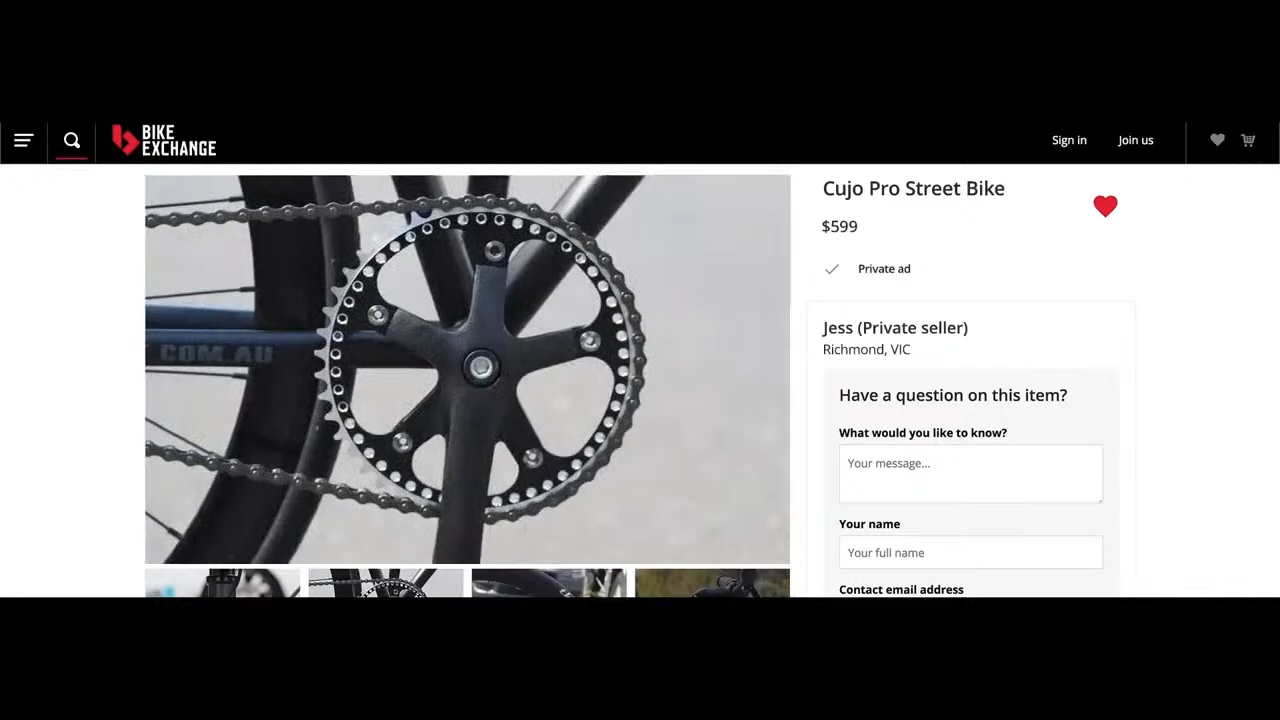 BIKE
EXCHANGE
Sign in
Join us
Cujo Pro Street Bike
$599
Private ad
COM.AU
Jess (Private seller)
Richmond, VIC
Have a question on this item?
What would you like to know?
Your message...
Your name
Your full name
Contact email address